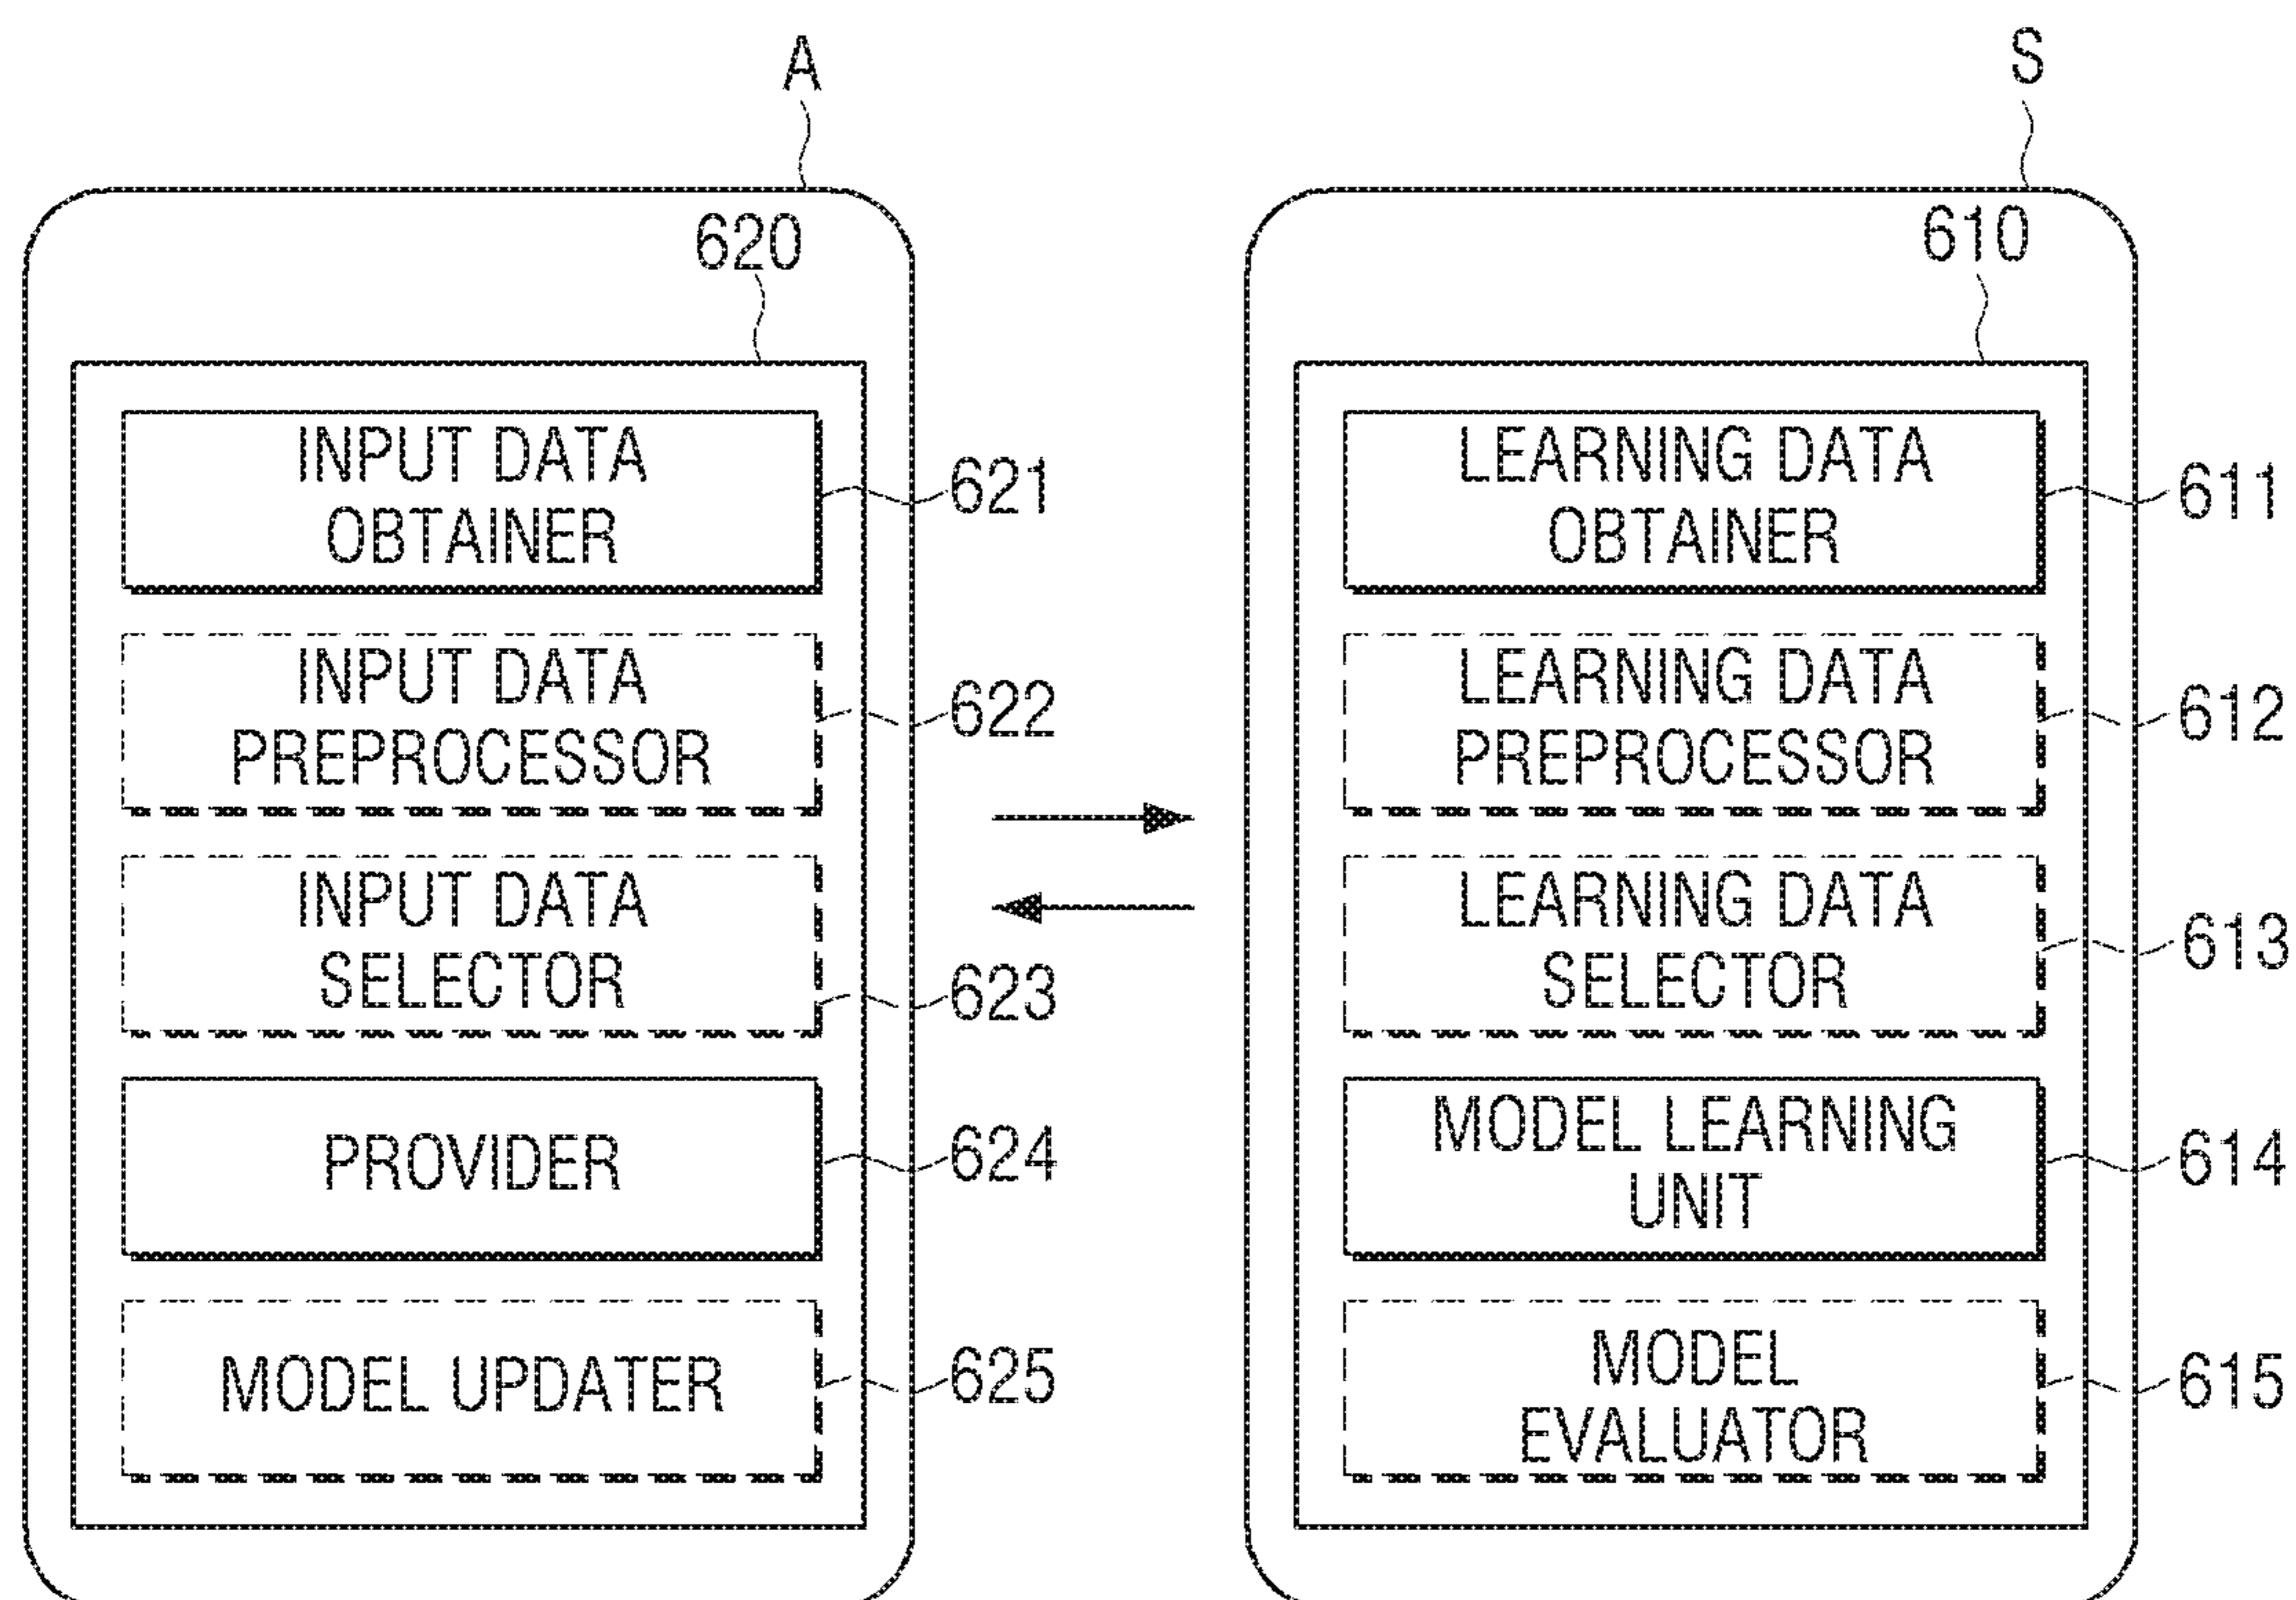 A
620
INPUT DATA
OBTAINER
621
INPUT DATA
PREPROCESSOR
622
INPUT DATA
SELECTOR
623
PROVIDER
624
MODEL UPDATER
625
S
610
LEARNING DATA
OBTAINER
611
LEARNING DATA
PREPROCESSOR
612
LEARNING DATA
SELECTOR
613
MODEL LEARNING
UNIT
614
MODEL
EVALUATOR
615